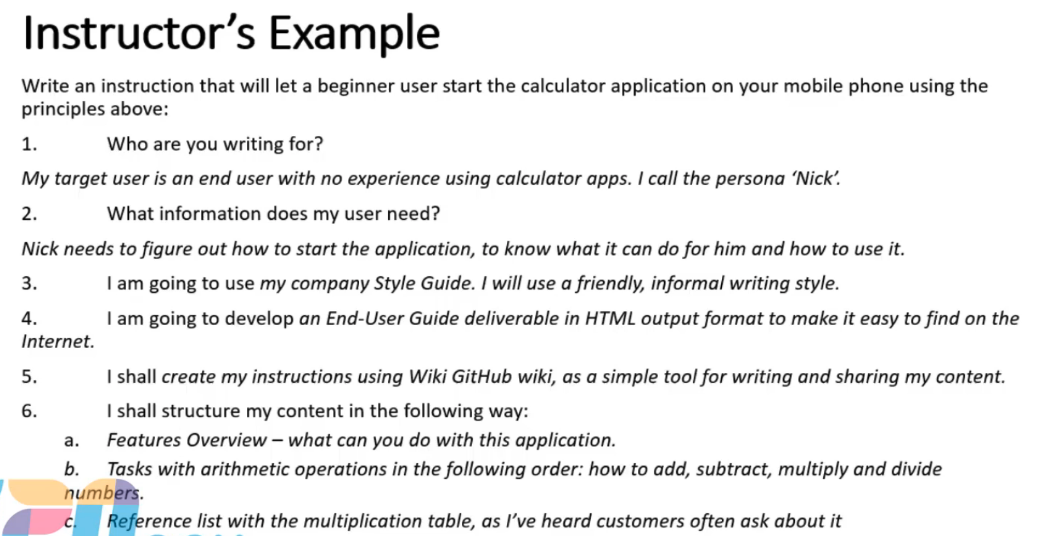 Instructor's Example
Write an instruction that will let a beginner user start the calculator application on your mobile phone using the
principles above:
1. Who are you writing for?
My target user is an end user with no experience using calculator apps. I call the persona 'Nick'.
2. What information does my user need?
Nick needs to figure out how to start the application, to know what it can do for him and how to use it.
3. I am going to use my company Style Guide. I will use a friendly, informal writing style.
4. I am going to develop an End-User Guide deliverable in HTML output format to make it easy to find on the
Internet.
5. I shall create my instructions using Wiki GitHub wiki, as a simple tool for writing and sharing my content.
6. I shall structure my content in the following way:
a. Features Overview – what can you do with this application.
b. Tasks with arithmetic operations in the following order: how to add, subtract, multiply and divide
numbers.
c. Reference list with the multiplication table, as I've heard customers often ask about it